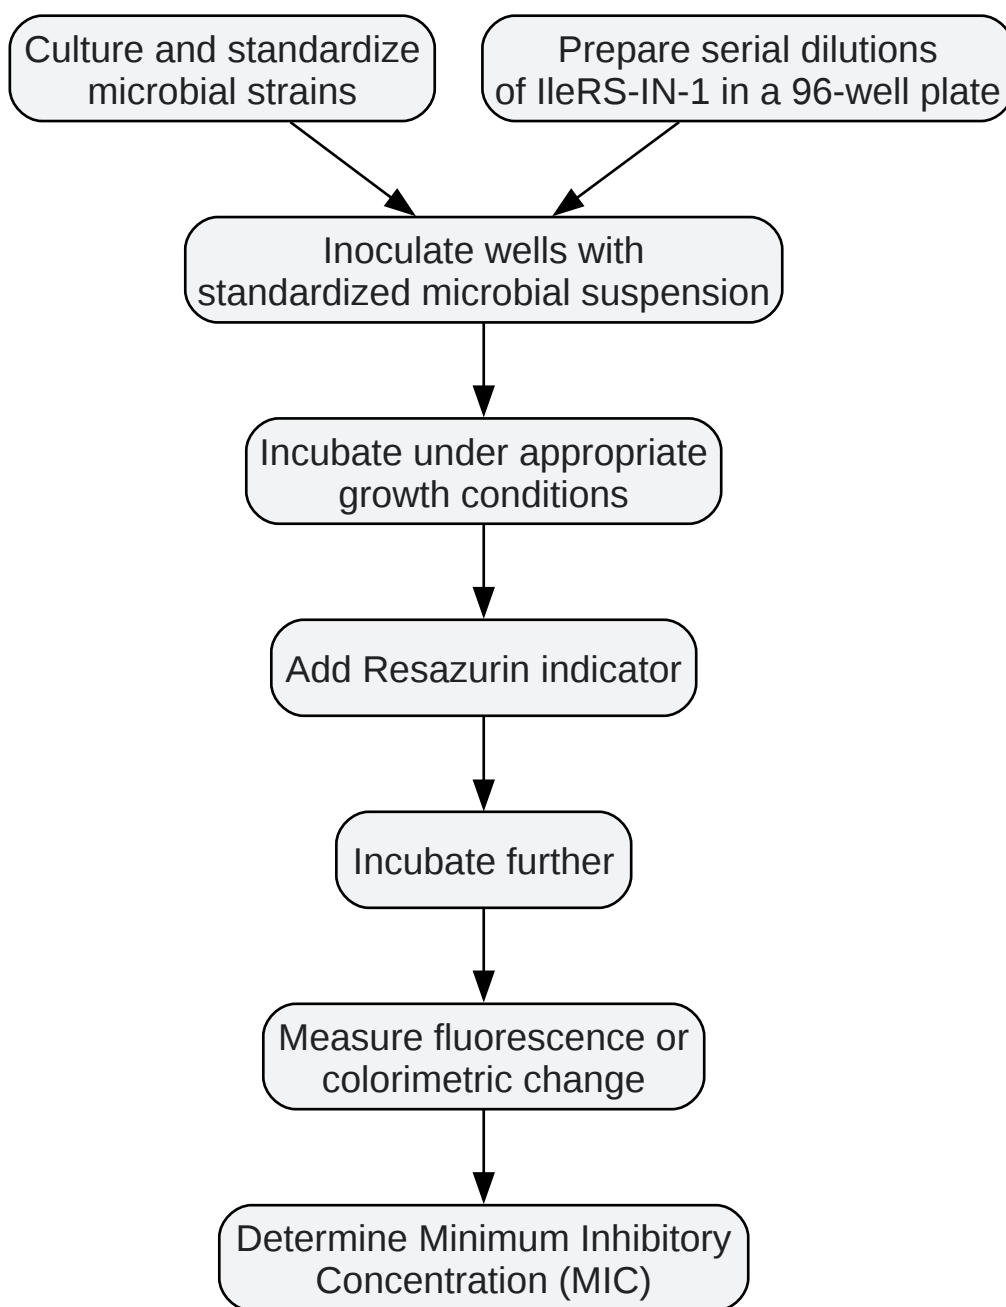 Culture and standardize
microbial strains
Prepare serial dilutions
of IleRS-IN-1 in a 96-well plate
Inoculate wells with
standardized microbial suspension
Incubate under appropriate
growth conditions
Add Resazurin indicator
Incubate further
Measure fluorescence or
colorimetric change
Determine Minimum Inhibitory
Concentration (MIC)